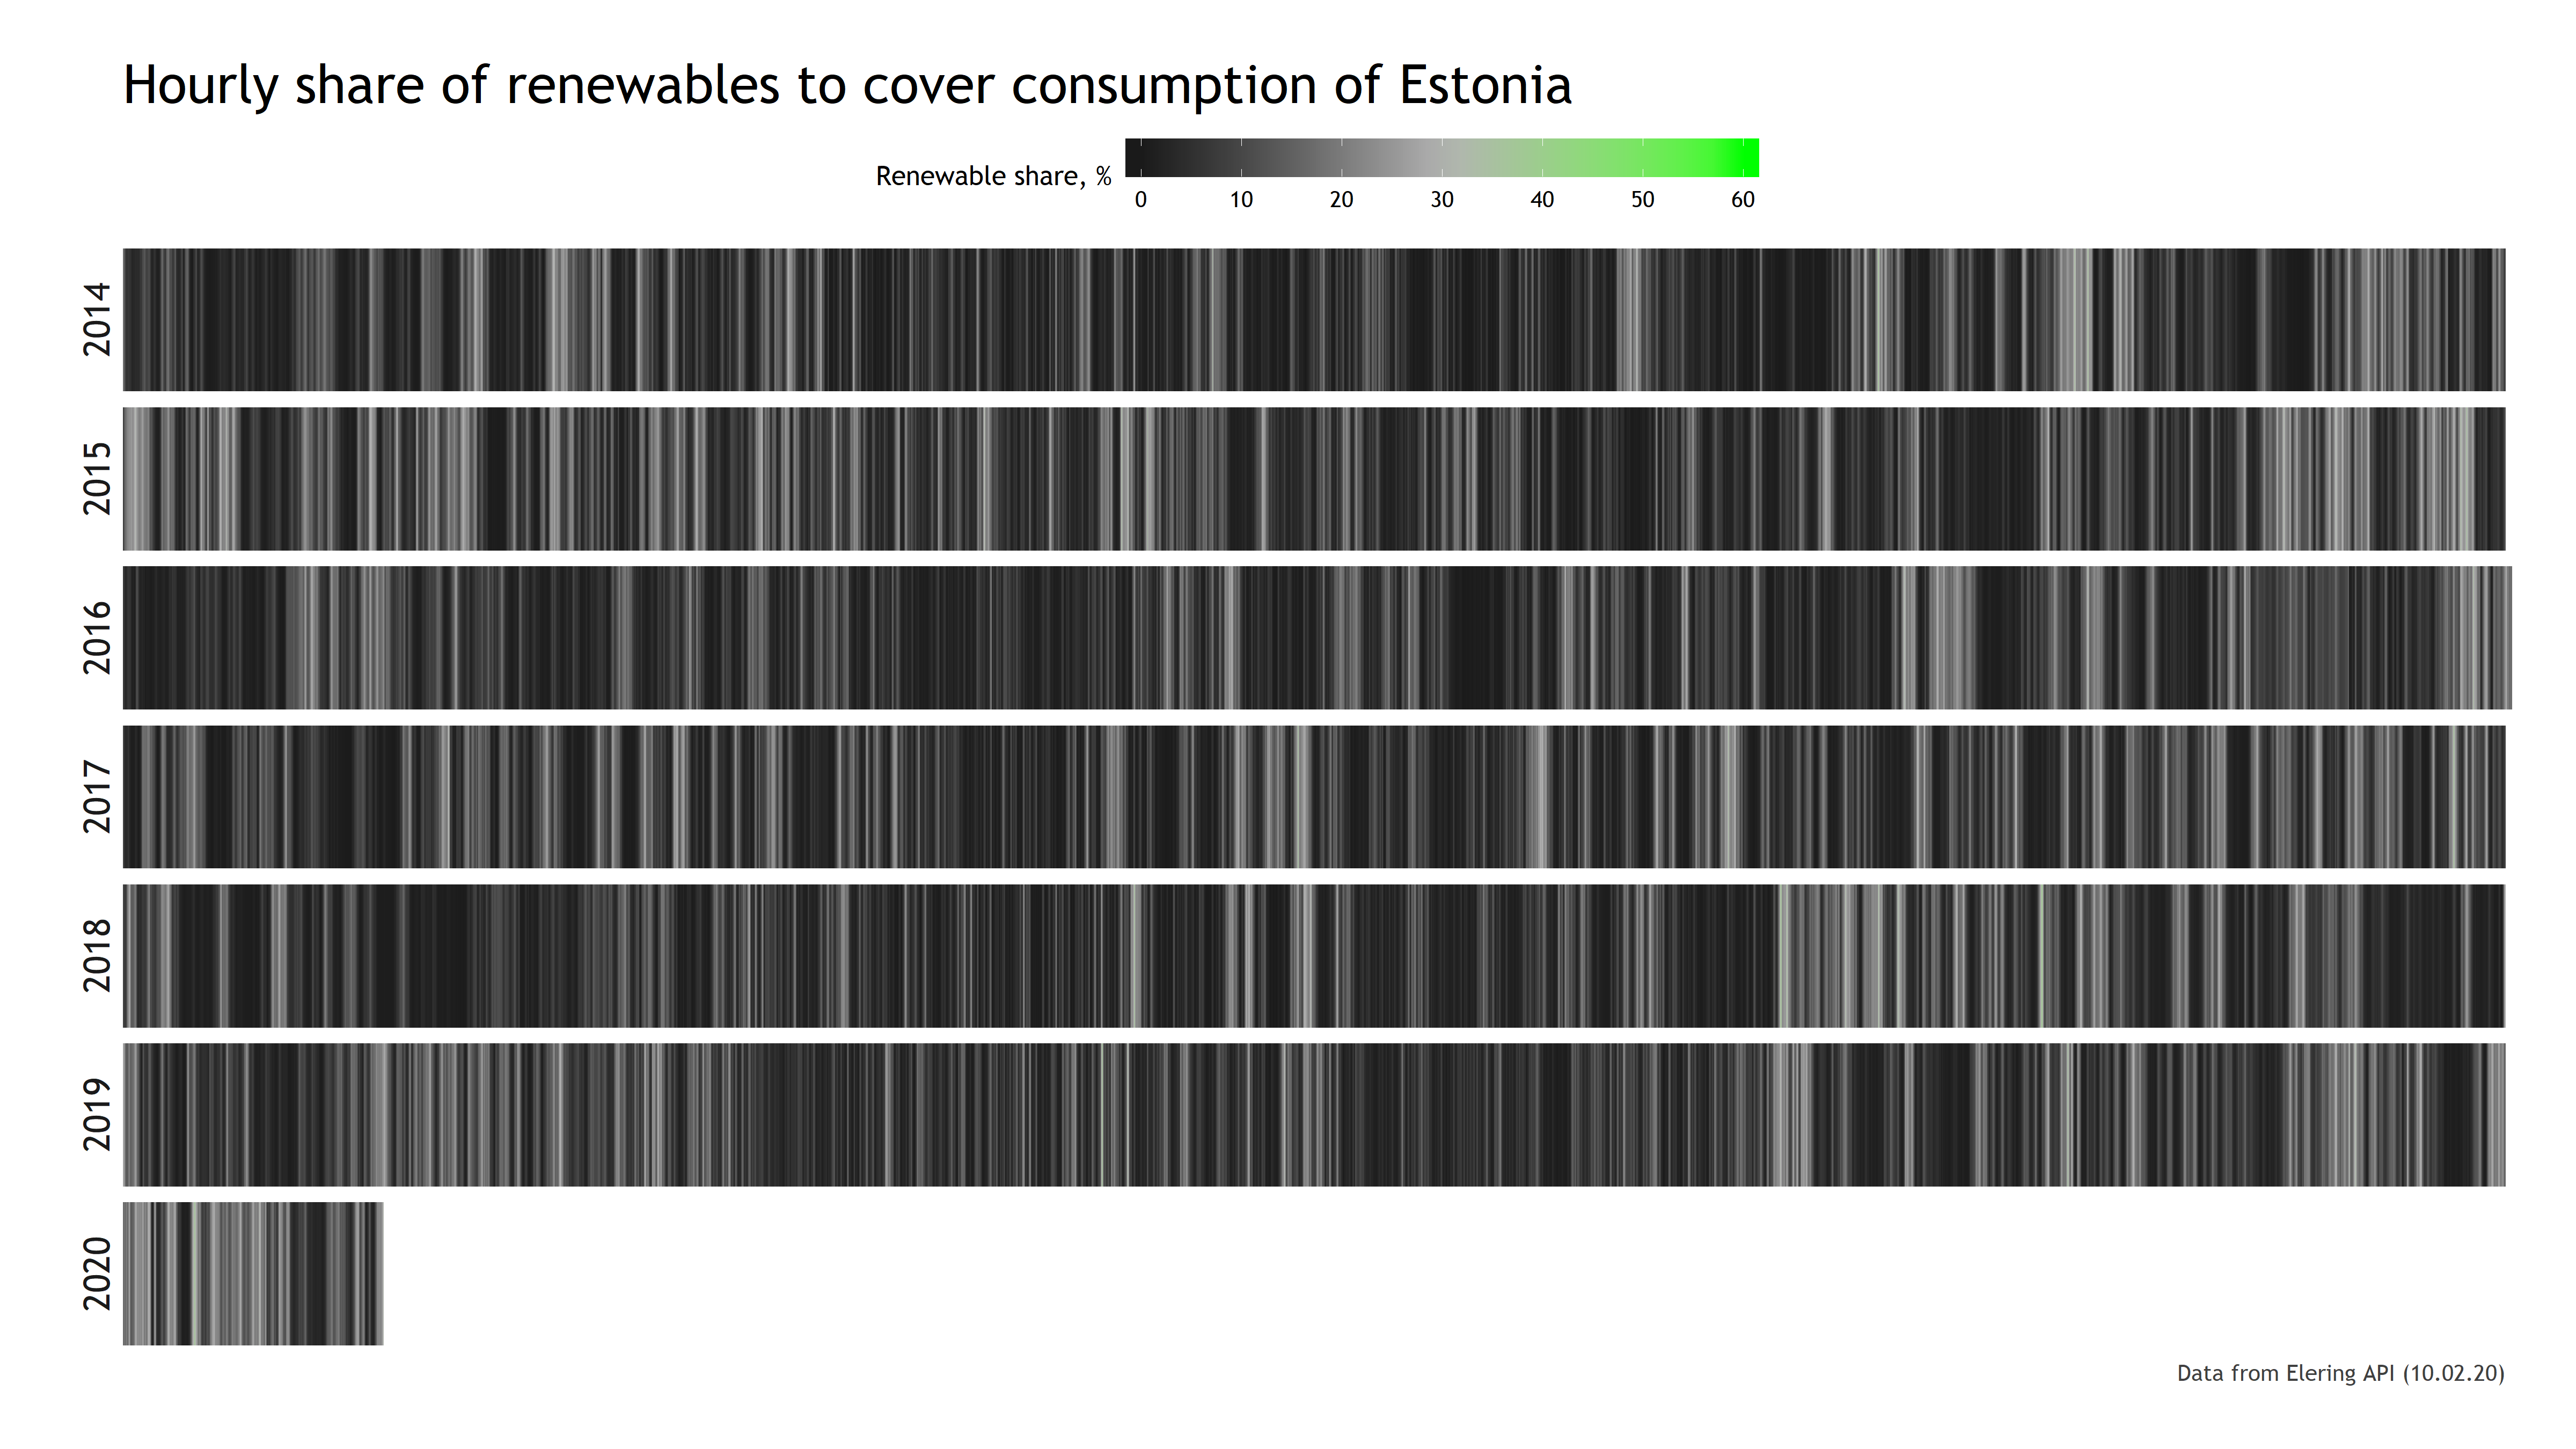 Hourly share of renewables to cover consumption of Estonia
Renewable share, %
0 10 20 30 40 50 60
2014
2015
2016
2017
2018
2019
2020
Data from Elering API (10.02.20)